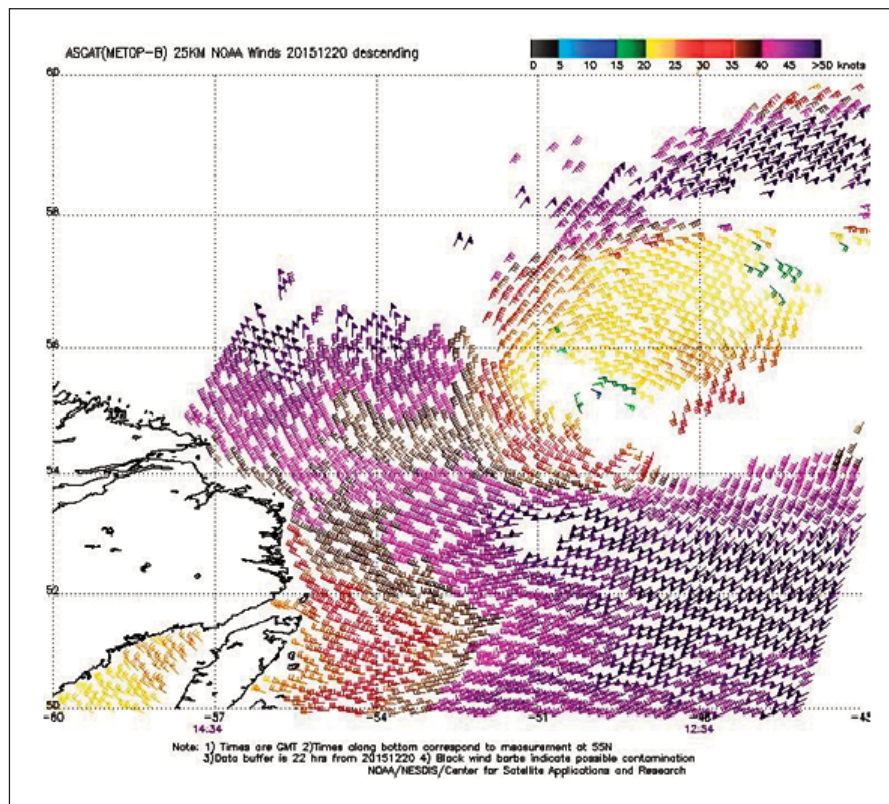 ASCAT(METOP-B) 25KM NOAA Winds 20151220 descending
0 5 10 15 20 25 30 35 40 45 >50 knots
60
58
56
54
52
50
-60 -57 -54 -51 -48 -45
14:34 12:54
Note: 1) Times are GMT 2)Times along bottom correspond to measurement at 55N
3)Data buffer is 22 hrs from 20151220 4) Black wind barbs indicate possible contamination
NOAA/NESDIS/Center for Satellite Applications and Research